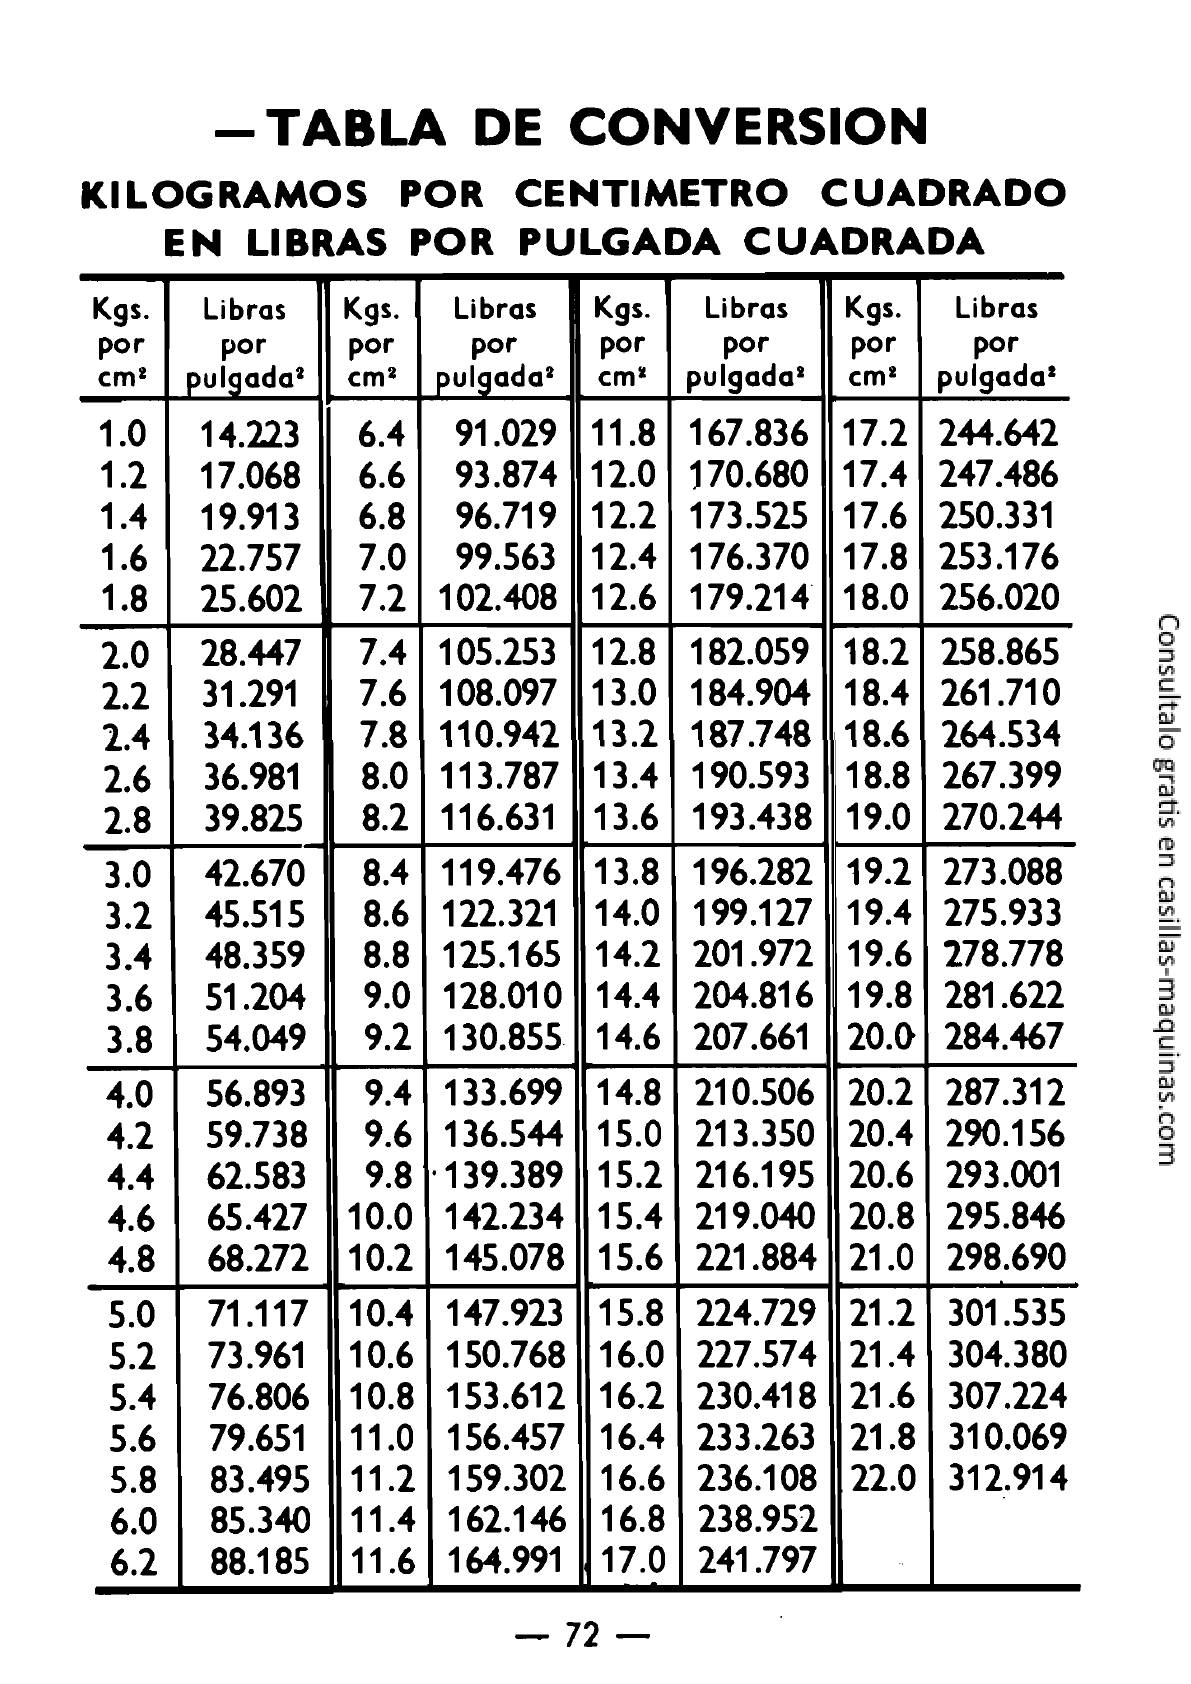 —TABLA DE CONVERSION
KILOGRAMOS POR CENTIMETRO CUADRADO
EN LIBRAS POR PULGADA CUADRADA
Kgs. Libras Kgs. Libras Kgs. Libras Kgs. Libras
por por por por por por por por
cm² pulgada² cm² pulgada² cm² pulgada² cm² pulgada²
1.0 14.223 6.4 91.029 11.8 167.836 17.2 244.642
1.2 17.068 6.6 93.874 12.0 170.680 17.4 247.486
1.4 19.913 6.8 96.719 12.2 173.525 17.6 250.331
1.6 22.757 7.0 99.563 12.4 176.370 17.8 253.176
1.8 25.602 7.2 102.408 12.6 179.214 18.0 256.020
2.0 28.447 7.4 105.253 12.8 182.059 18.2 258.865
2.2 31.291 7.6 108.097 13.0 184.904 18.4 261.710
2.4 34.136 7.8 110.942 13.2 187.748 18.6 264.534
2.6 36.981 8.0 113.787 13.4 190.593 18.8 267.399
2.8 39.825 8.2 116.631 13.6 193.438 19.0 270.244
3.0 42.670 8.4 119.476 13.8 196.282 19.2 273.088
3.2 45.515 8.6 122.321 14.0 199.127 19.4 275.933
3.4 48.359 8.8 125.165 14.2 201.972 19.6 278.778
3.6 51.204 9.0 128.010 14.4 204.816 19.8 281.622
3.8 54.049 9.2 130.855 14.6 207.661 20.0 284.467
4.0 56.893 9.4 133.699 14.8 210.506 20.2 287.312
4.2 59.738 9.6 136.544 15.0 213.350 20.4 290.156
4.4 62.583 9.8 139.389 15.2 216.195 20.6 293.001
4.6 65.427 10.0 142.234 15.4 219.040 20.8 295.846
4.8 68.272 10.2 145.078 15.6 221.884 21.0 298.690
5.0 71.117 10.4 147.923 15.8 224.729 21.2 301.535
5.2 73.961 10.6 150.768 16.0 227.574 21.4 304.380
5.4 76.806 10.8 153.612 16.2 230.418 21.6 307.224
5.6 79.651 11.0 156.457 16.4 233.263 21.8 310.069
5.8 83.495 11.2 159.302 16.6 236.108 22.0 312.914
6.0 85.340 11.4 162.146 16.8 238.952
6.2 88.185 11.6 164.991 17.0 241.797
— 72 —
Consultalo gratis en casillas-maquinas.com